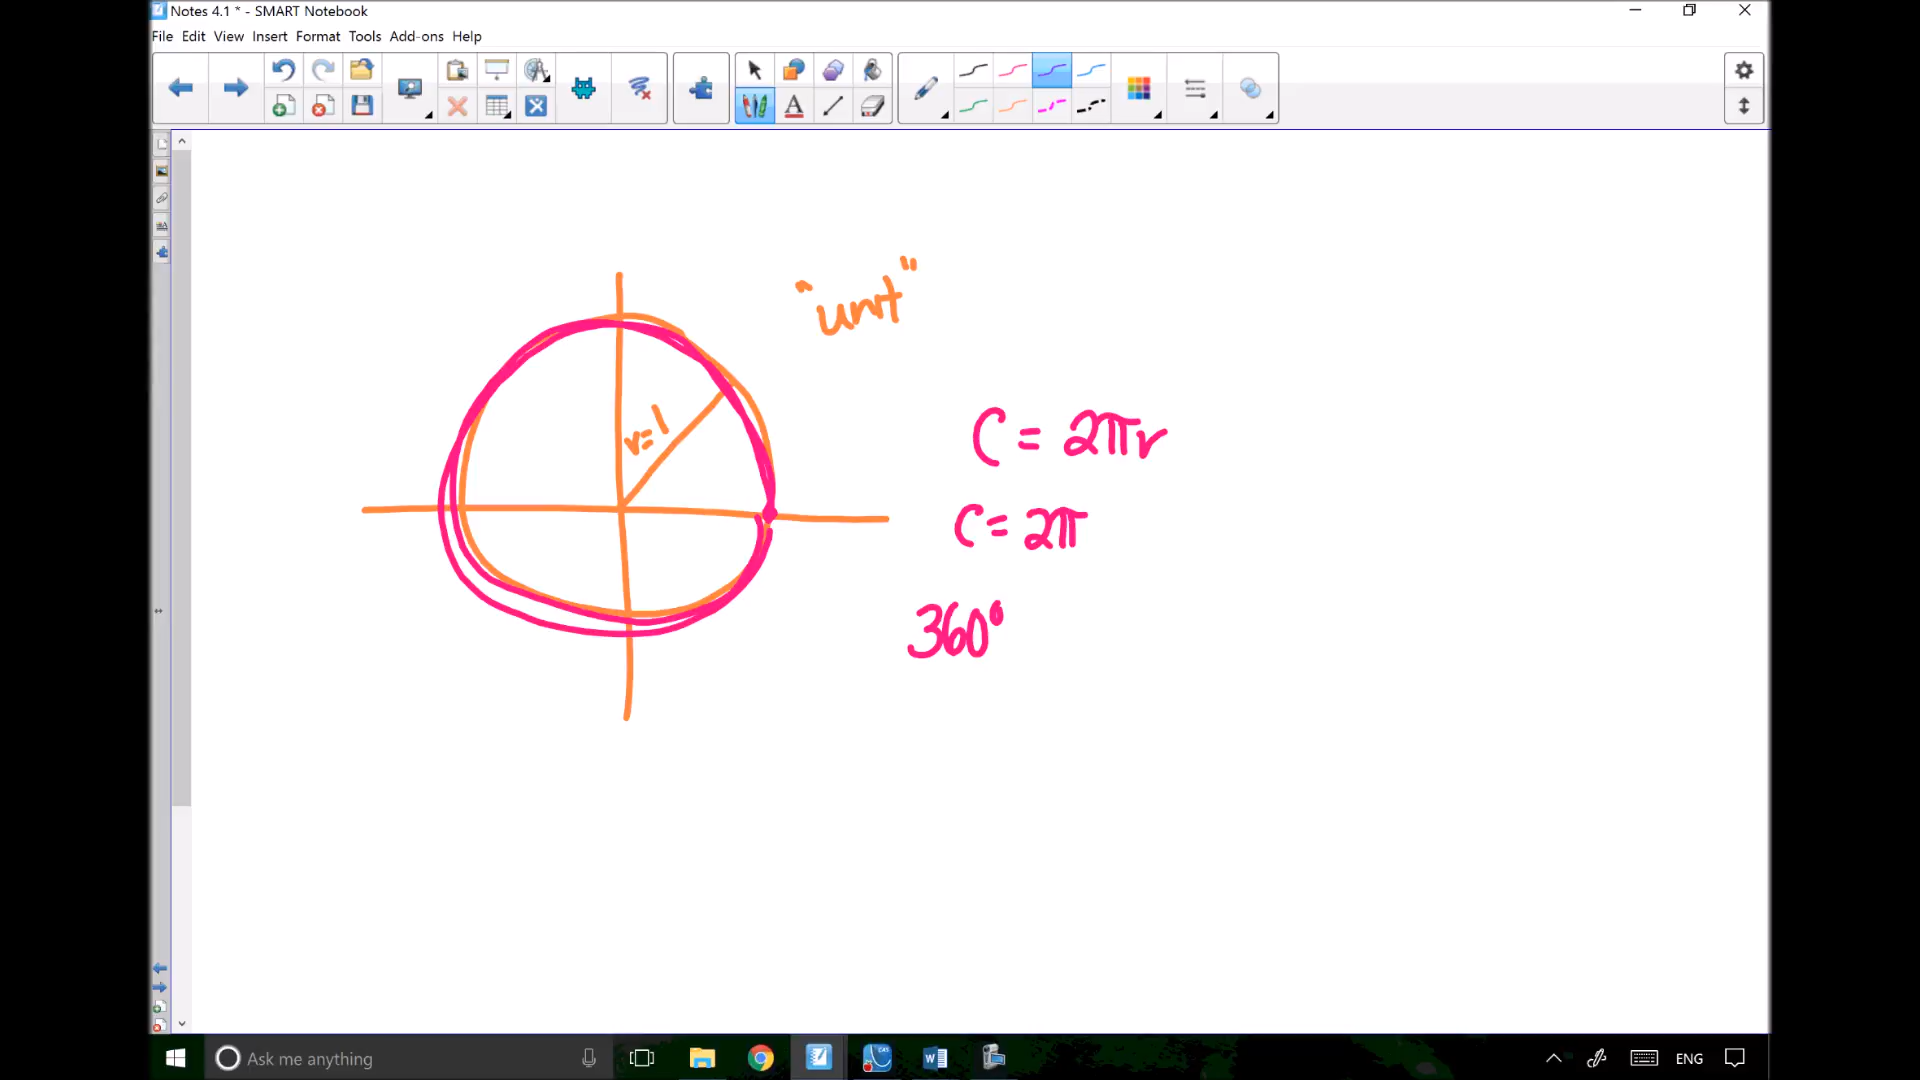 Notes 4.1 * - SMART Notebook
File Edit View Insert Format Tools Add-ons Help
"unit"
r=1
C = 2πr
C = 2π
360°
Ask me anything
ENG